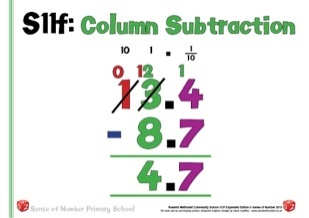 S11f: Column Subtraction
10 1 . 1/10
0 12 1
13.4
- 8.7
4.7
Sense of Number Primary School